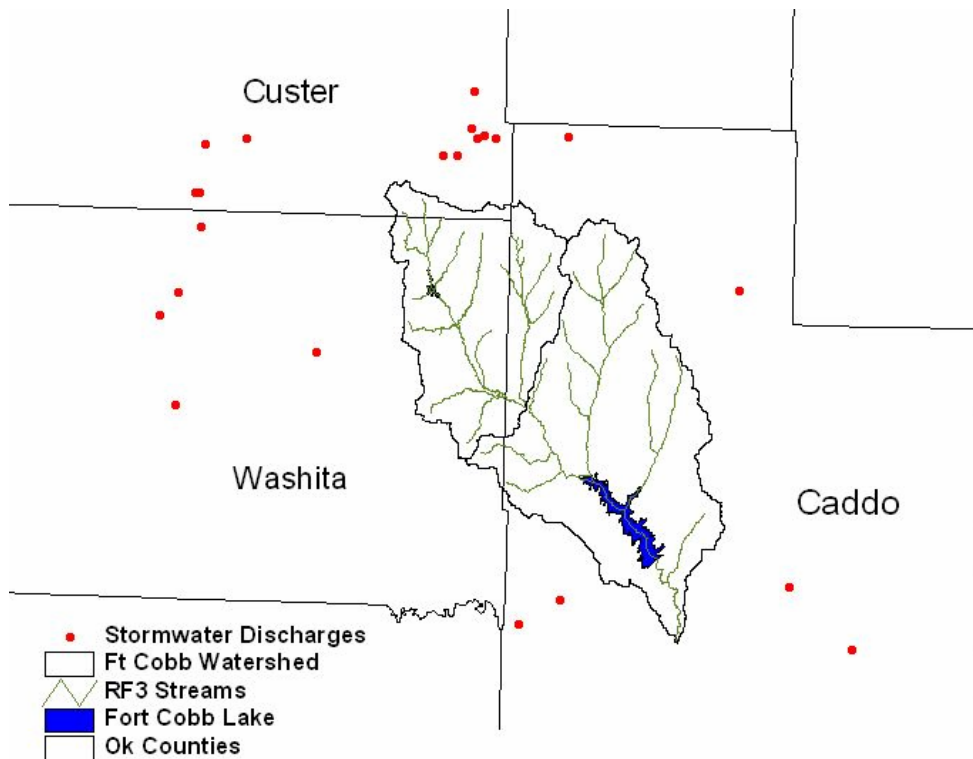 Custer
Washita
Caddo
Stormwater Discharges
Ft Cobb Watershed
RF3 Streams
Fort Cobb Lake
Ok Counties